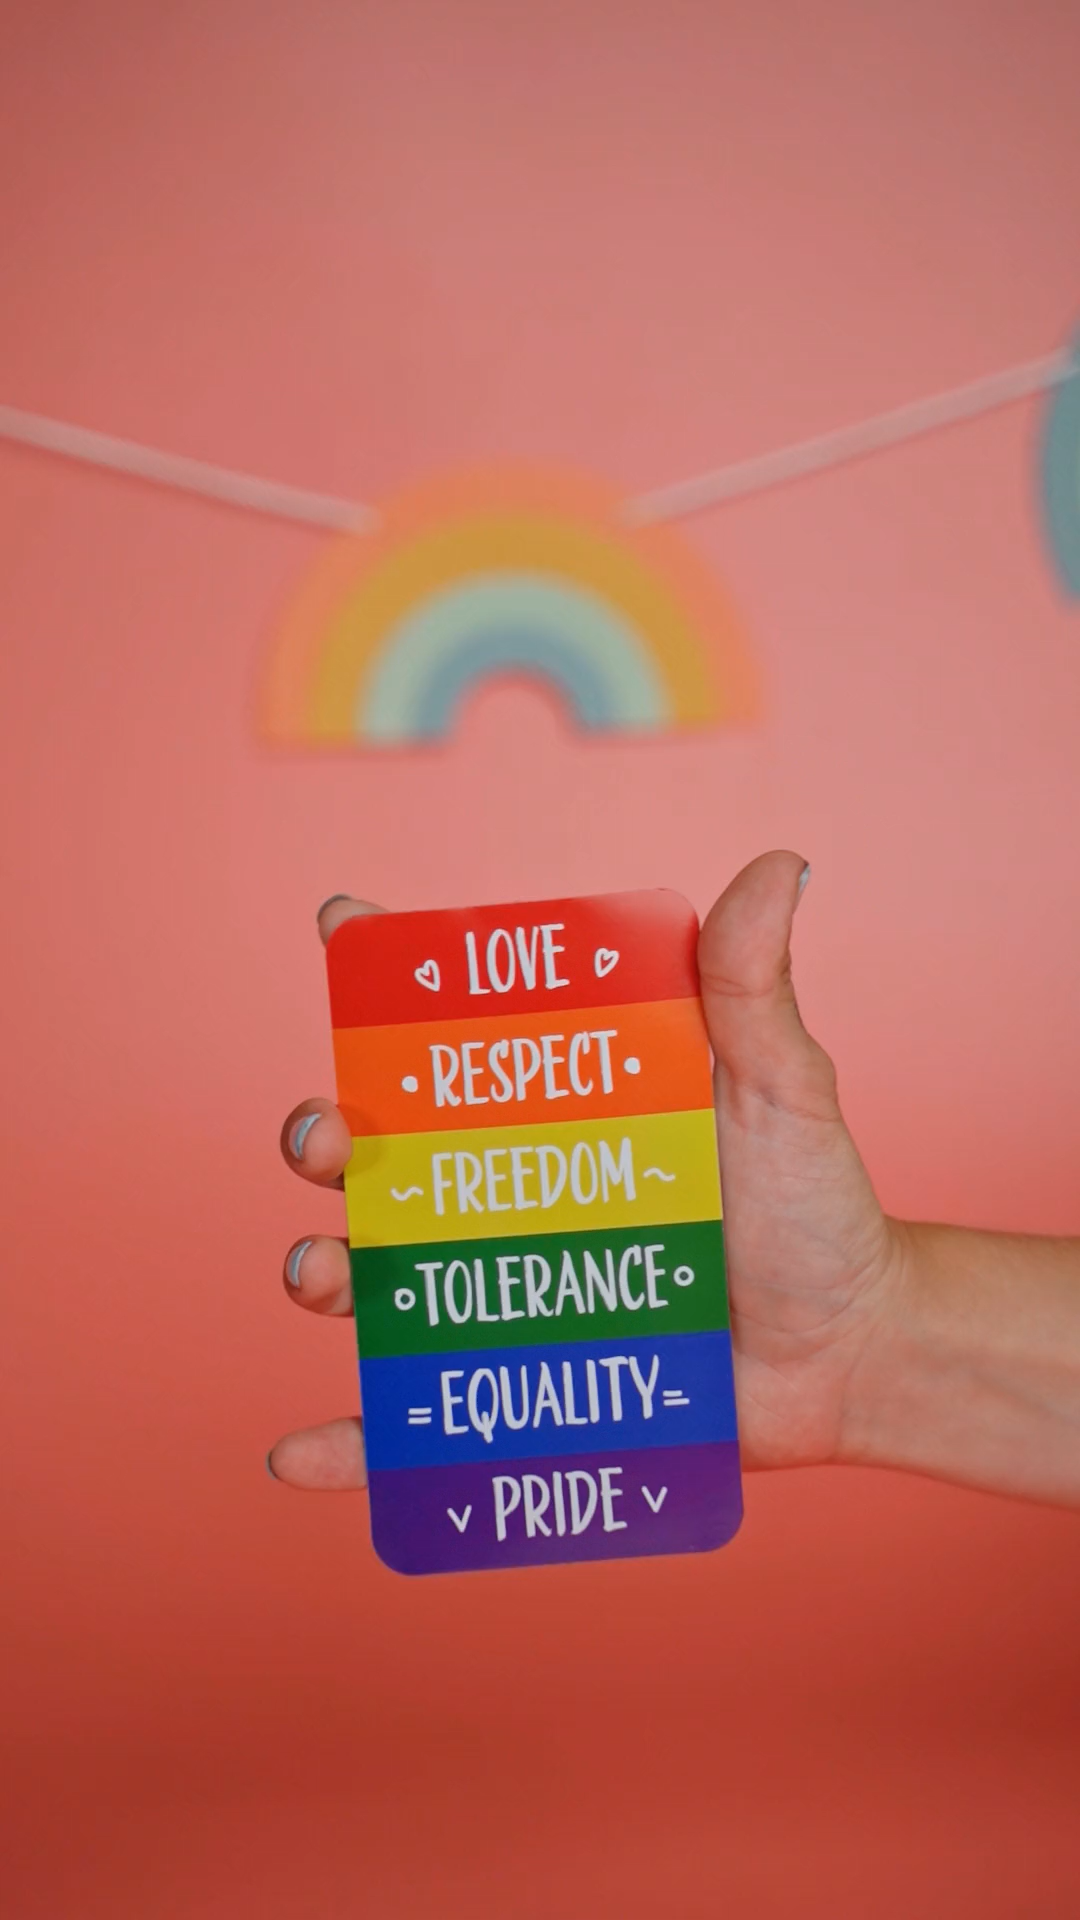 LOVE
RESPECT
~FREEDOM~
TOLERANCE
=EQUALITY=
PRIDE